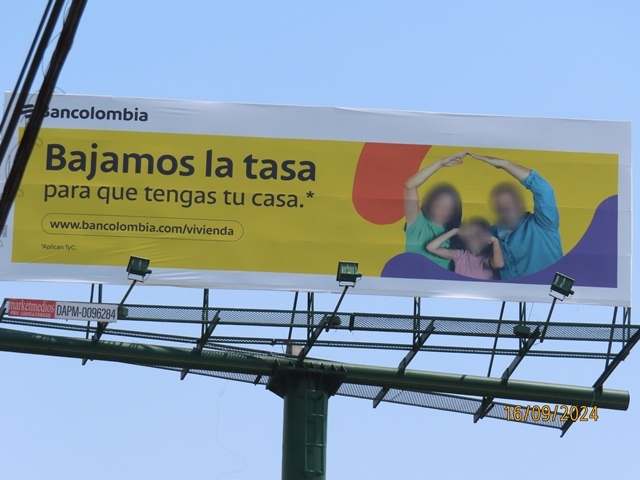 Bancolombia
Bajamos la tasa
para que tengas tu casa.*
www.bancolombia.com/vivienda
*Aplican TyC.
marketmedios
DAPM-0096284
16/09/2024